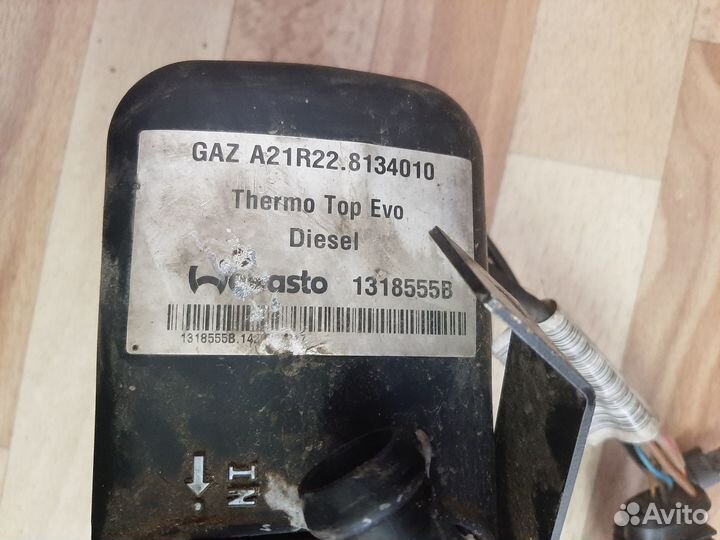 GAZ A21R22.8134010
Thermo Top Evo
Diesel
1318555B
IN
Avito